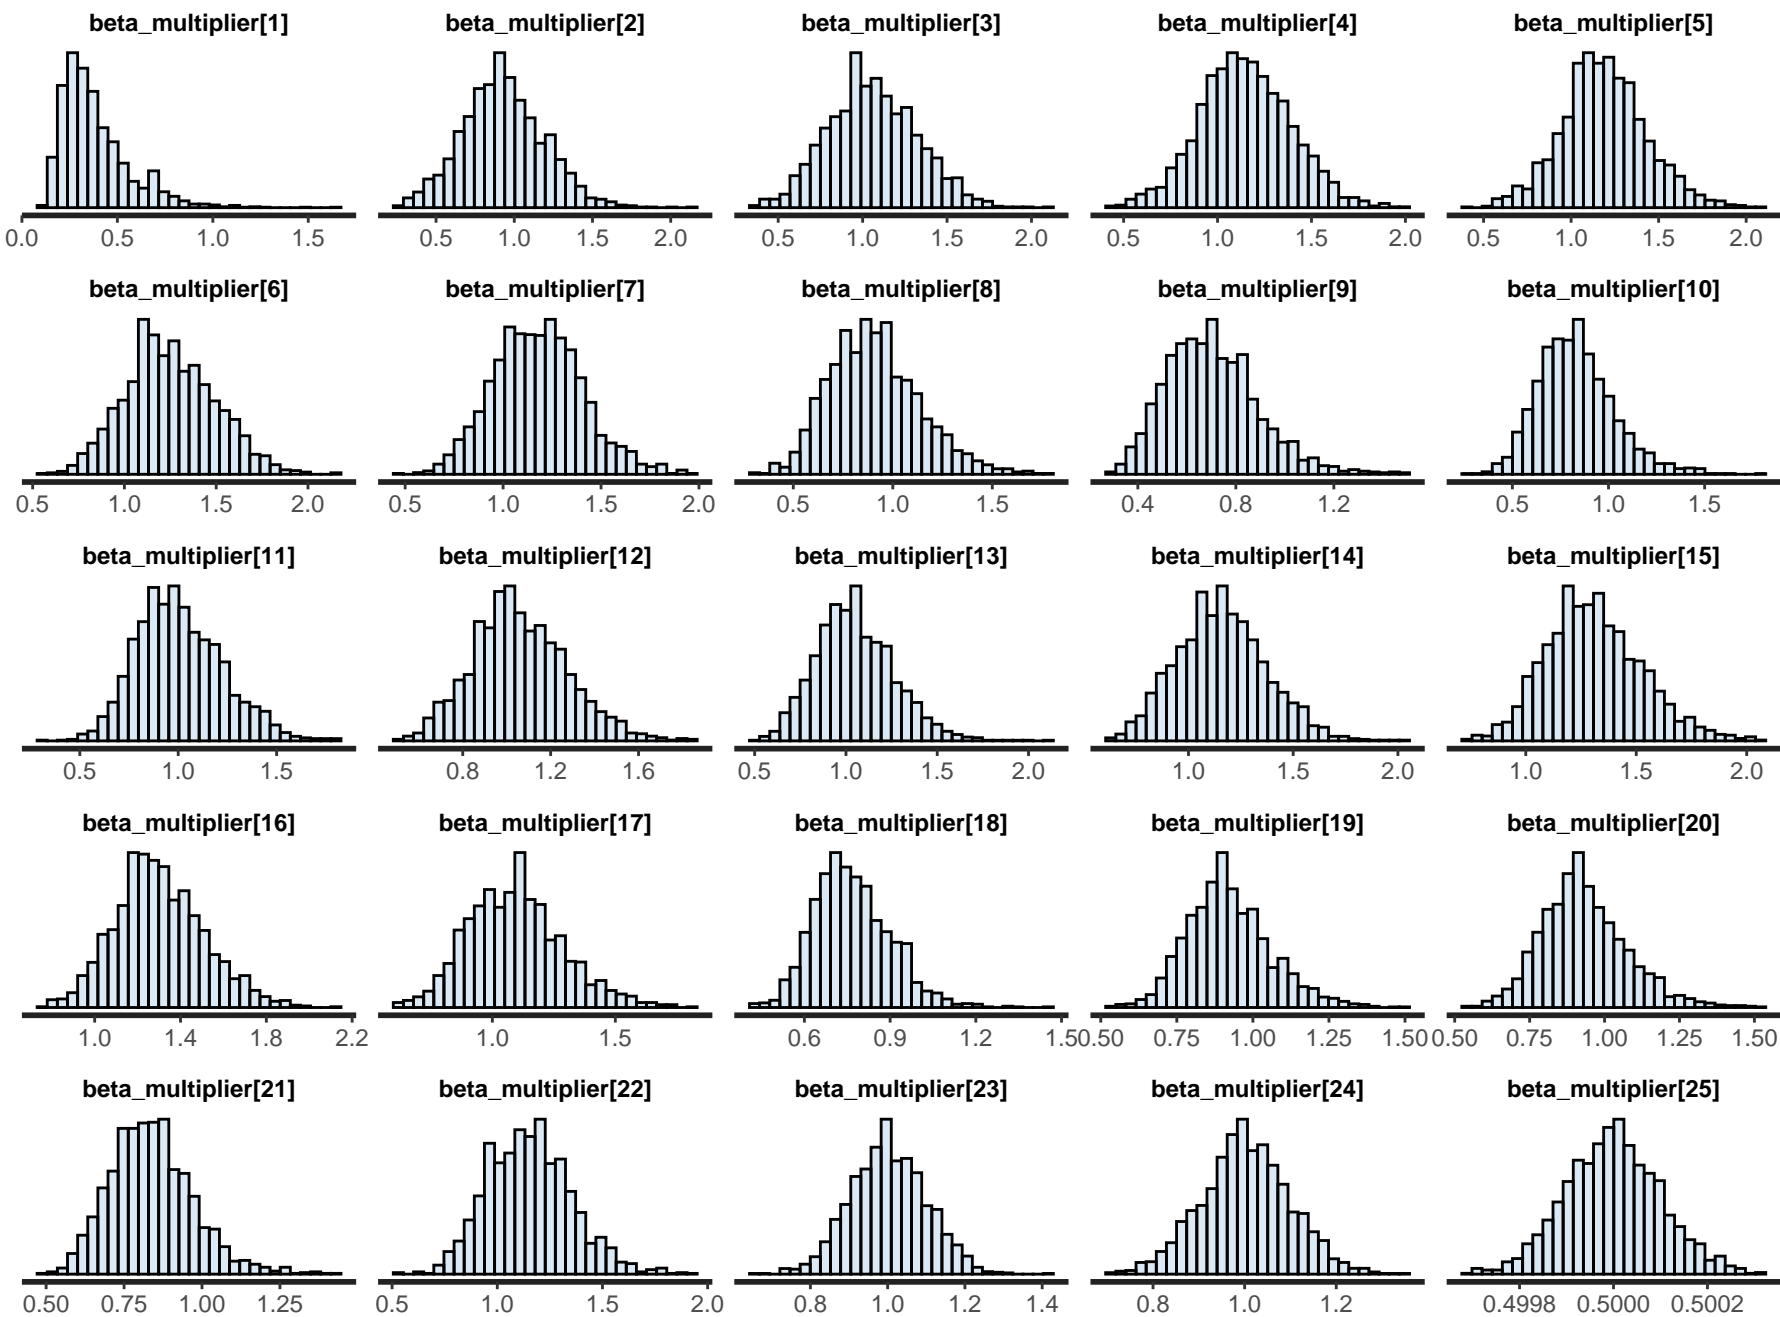 beta_multiplier[1] beta_multiplier[2] beta_multiplier[3] beta_multiplier[4] beta_multiplier[5]
0.0 0.5 1.0 1.5 0.5 1.0 1.5 2.0 0.5 1.0 1.5 2.0 0.5 1.0 1.5 2.0 0.5 1.0 1.5 2.0
beta_multiplier[6] beta_multiplier[7] beta_multiplier[8] beta_multiplier[9] beta_multiplier[10]
0.5 1.0 1.5 2.0 0.5 1.0 1.5 2.0 0.5 1.0 1.5 0.4 0.8 1.2 0.5 1.0 1.5
beta_multiplier[11] beta_multiplier[12] beta_multiplier[13] beta_multiplier[14] beta_multiplier[15]
0.5 1.0 1.5 0.8 1.2 1.6 0.5 1.0 1.5 2.0 1.0 1.5 2.0 1.0 1.5 2.0
beta_multiplier[16] beta_multiplier[17] beta_multiplier[18] beta_multiplier[19] beta_multiplier[20]
1.0 1.4 1.8 2.2 1.0 1.5 0.6 0.9 1.2 1.5 0.50 0.75 1.00 1.25 1.50 0.50 0.75 1.00 1.25 1.50
beta_multiplier[21] beta_multiplier[22] beta_multiplier[23] beta_multiplier[24] beta_multiplier[25]
0.50 0.75 1.00 1.25 0.5 1.0 1.5 2.0 0.8 1.0 1.2 1.4 0.8 1.0 1.2 0.4998 0.5000 0.5002